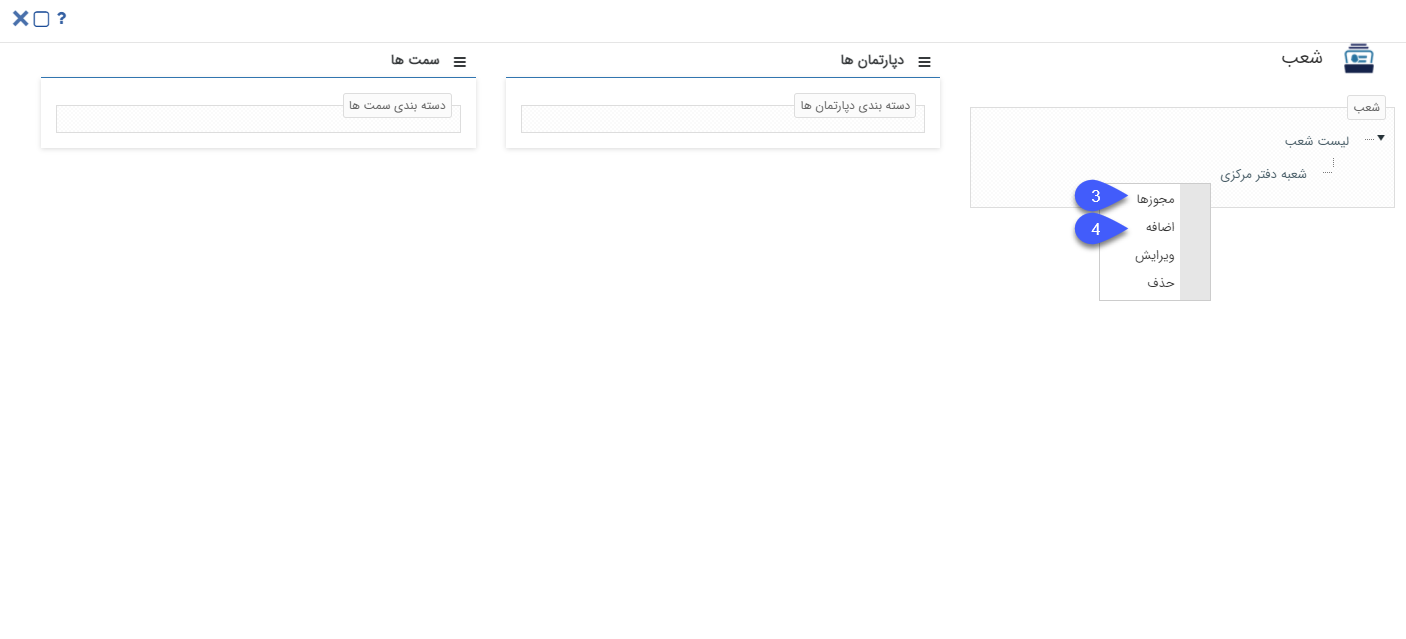 ?
شعب
شعب
لیست شعب
شعبه دفتر مرکزی
3 مجوزها
4 اضافه
ویرایش
حذف
دپارتمان ها
دسته بندی دپارتمان ها
سمت ها
دسته بندی سمت ها